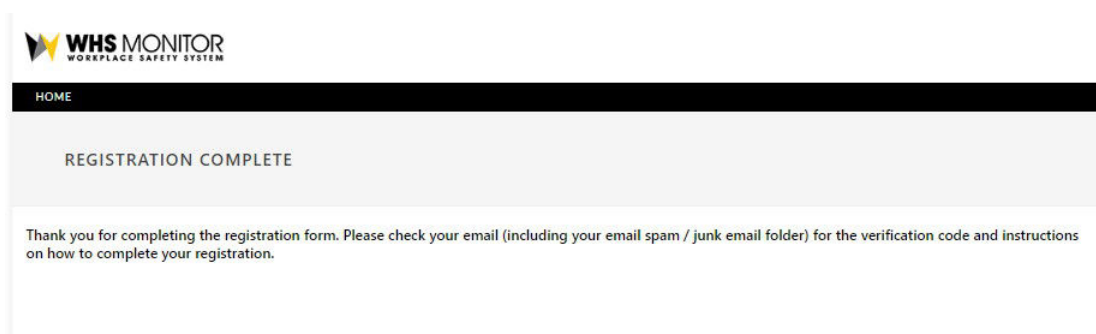 WHS MONITOR
WORKPLACE SAFETY SYSTEM
HOME
REGISTRATION COMPLETE
Thank you for completing the registration form. Please check your email (including your email spam / junk email folder) for the verification code and instructions
on how to complete your registration.